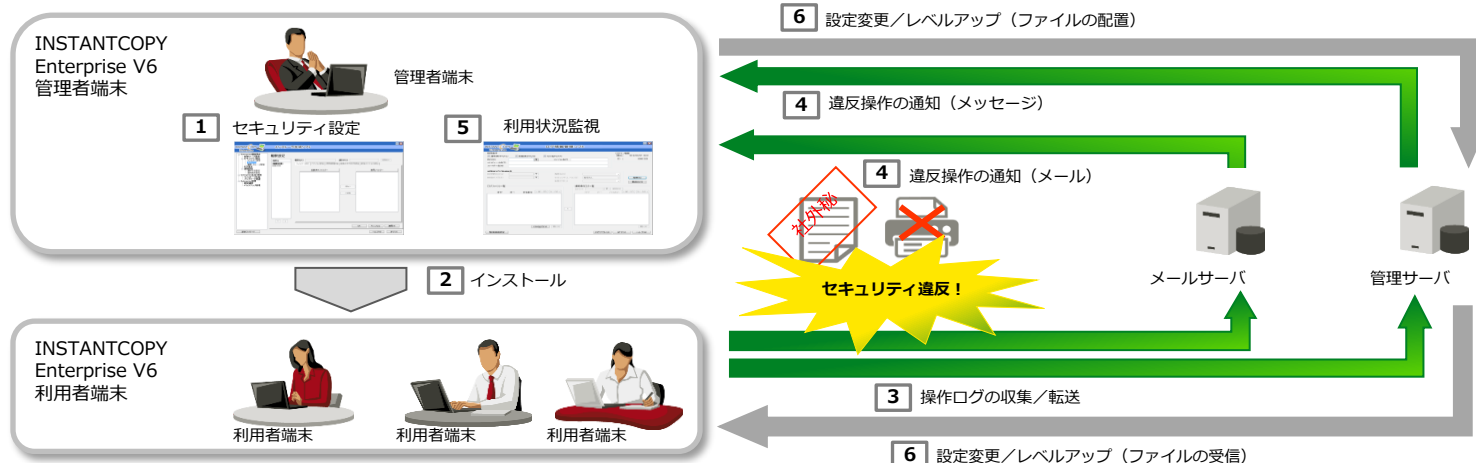 INSTANTCOPY
Enterprise V6
管理者端末
管理者端末
1 セキュリティ設定
5 利用状況監視
2 インストール
INSTANTCOPY
Enterprise V6
利用者端末
利用者端末
利用者端末
利用者端末
6 設定変更／レベルアップ（ファイルの配置）
4 違反操作の通知（メッセージ）
4 違反操作の通知（メール）
社外秘
セキュリティ違反！
メールサーバ
管理サーバ
3 操作ログの収集／転送
6 設定変更／レベルアップ（ファイルの受信）